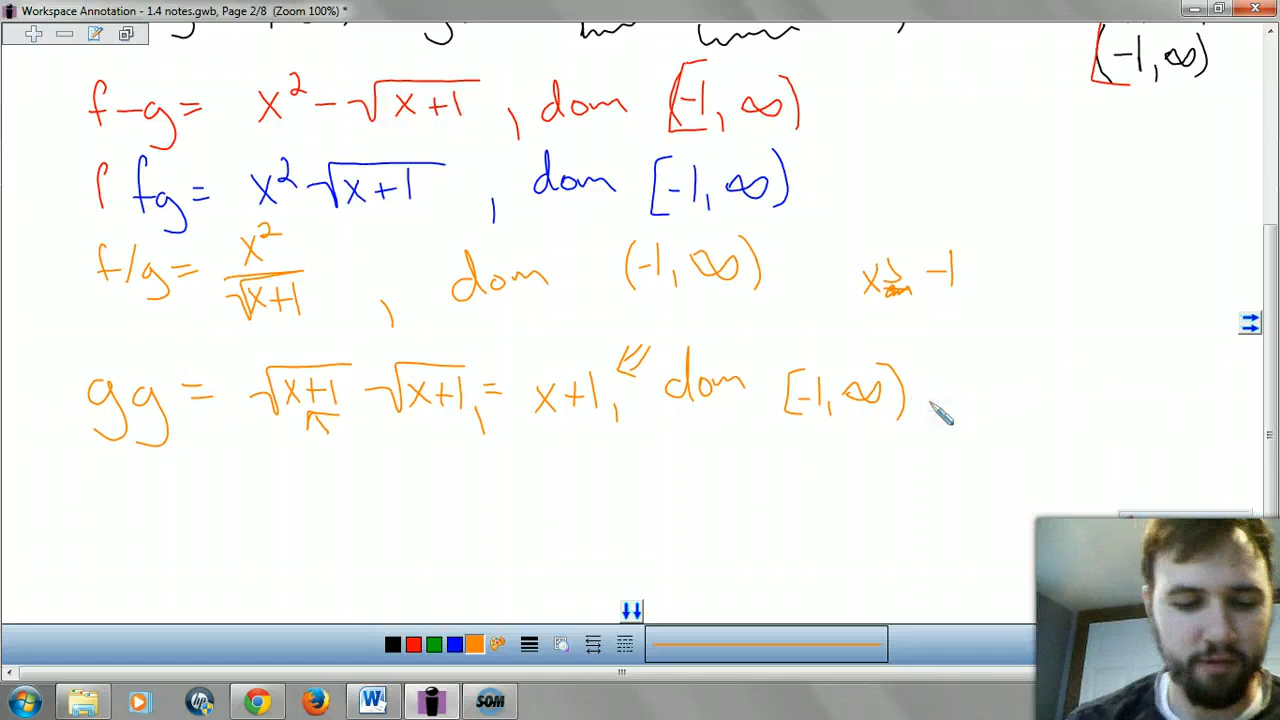 Workspace Annotation - 1.4 notes.gwb, Page 2/8 (Zoom 100%) *
(-1, ∞)
f-g = x² - √(x+1) , dom [-1, ∞)
fg = x² √(x+1) , dom [-1, ∞)
f/g = x²/√(x+1) , dom (-1, ∞) x > -1
gg = √(x+1) √(x+1) , = x+1 , dom [-1, ∞)
W
SOM